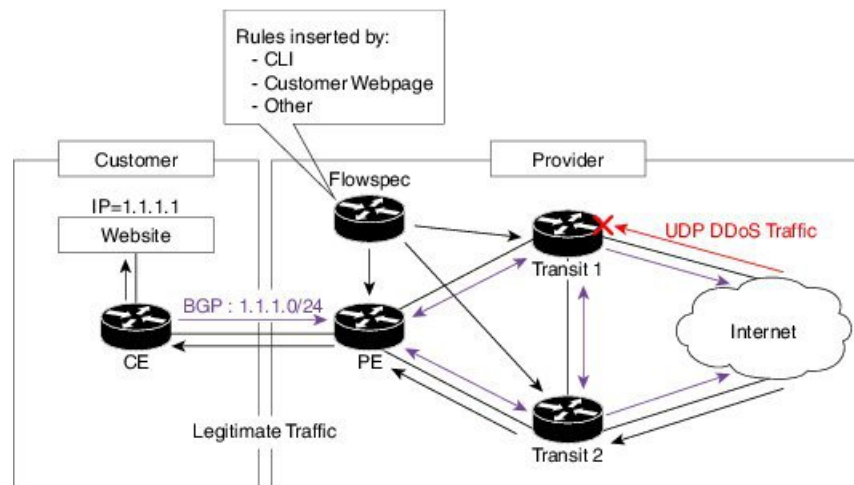 Rules inserted by:
- CLI
- Customer Webpage
- Other
Customer
Provider
Flowspec
IP=1.1.1.1
Website
UDP DDoS Traffic
Transit 1
BGP : 1.1.1.0/24
Internet
CE
PE
Legitimate Traffic
Transit 2